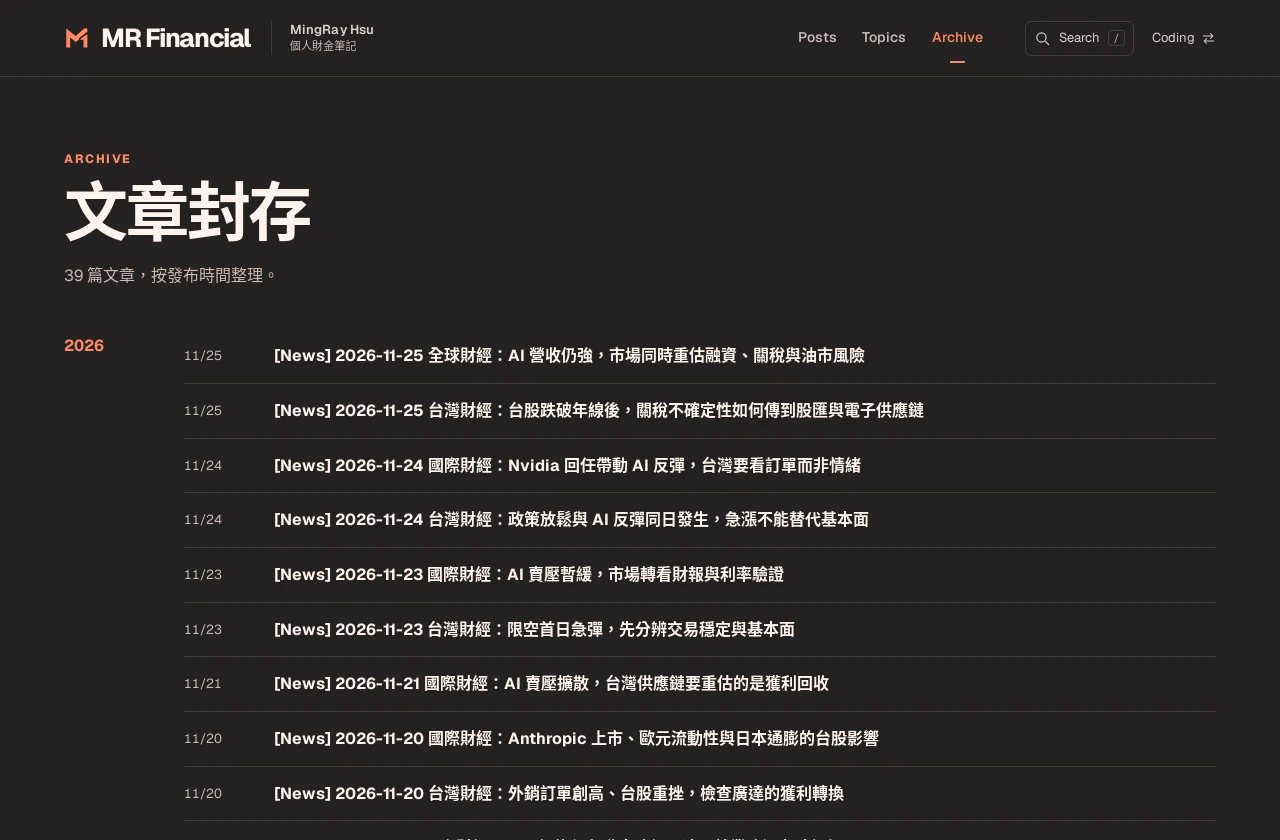 MR Financial
MingRay Hsu
個人財金筆記
Posts
Topics
Archive
Search /
Coding
ARCHIVE
文章封存
39 篇文章，按發布時間整理。
2026
11/25 [News] 2026-11-25 全球財經：AI 營收仍強，市場同時重估融資、關稅與油市風險
11/25 [News] 2026-11-25 台灣財經：台股跌破年線後，關稅不確定性如何傳到股匯與電子供應鏈
11/24 [News] 2026-11-24 國際財經：Nvidia 回任帶動 AI 反彈，台灣要看訂單而非情緒
11/24 [News] 2026-11-24 台灣財經：政策放鬆與 AI 反彈同日發生，急漲不能替代基本面
11/23 [News] 2026-11-23 國際財經：AI 賣壓暫緩，市場轉看財報與利率驗證
11/23 [News] 2026-11-23 台灣財經：限空首日急彈，先分辨交易穩定與基本面
11/21 [News] 2026-11-21 國際財經：AI 賣壓擴散，台灣供應鏈要重估的是獲利回收
11/20 [News] 2026-11-20 國際財經：Anthropic 上市、歐元流動性與日本通膨的台股影響
11/20 [News] 2026-11-20 台灣財經：外銷訂單創高、台股重挫，檢查廣達的獲利轉換